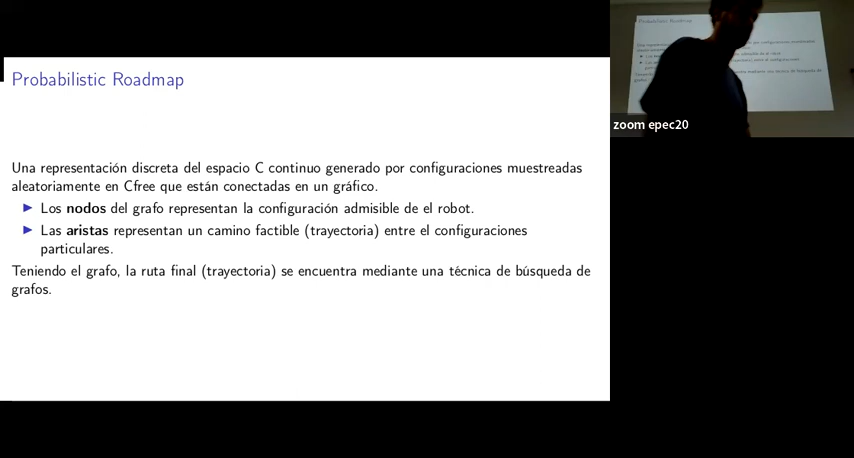 Probabilistic Roadmap
Una representación discreta del espacio C continuo generado por configuraciones muestreadas
aleatoriamente en Cfree que están conectadas en un gráfico.
Los nodos del grafo representan la configuración admisible de el robot.
Las aristas representan un camino factible (trayectoria) entre el configuraciones
particulares.
Teniendo el grafo, la ruta final (trayectoria) se encuentra mediante una técnica de búsqueda de
grafos.
Probabilistic Roadmap
zoom epec20